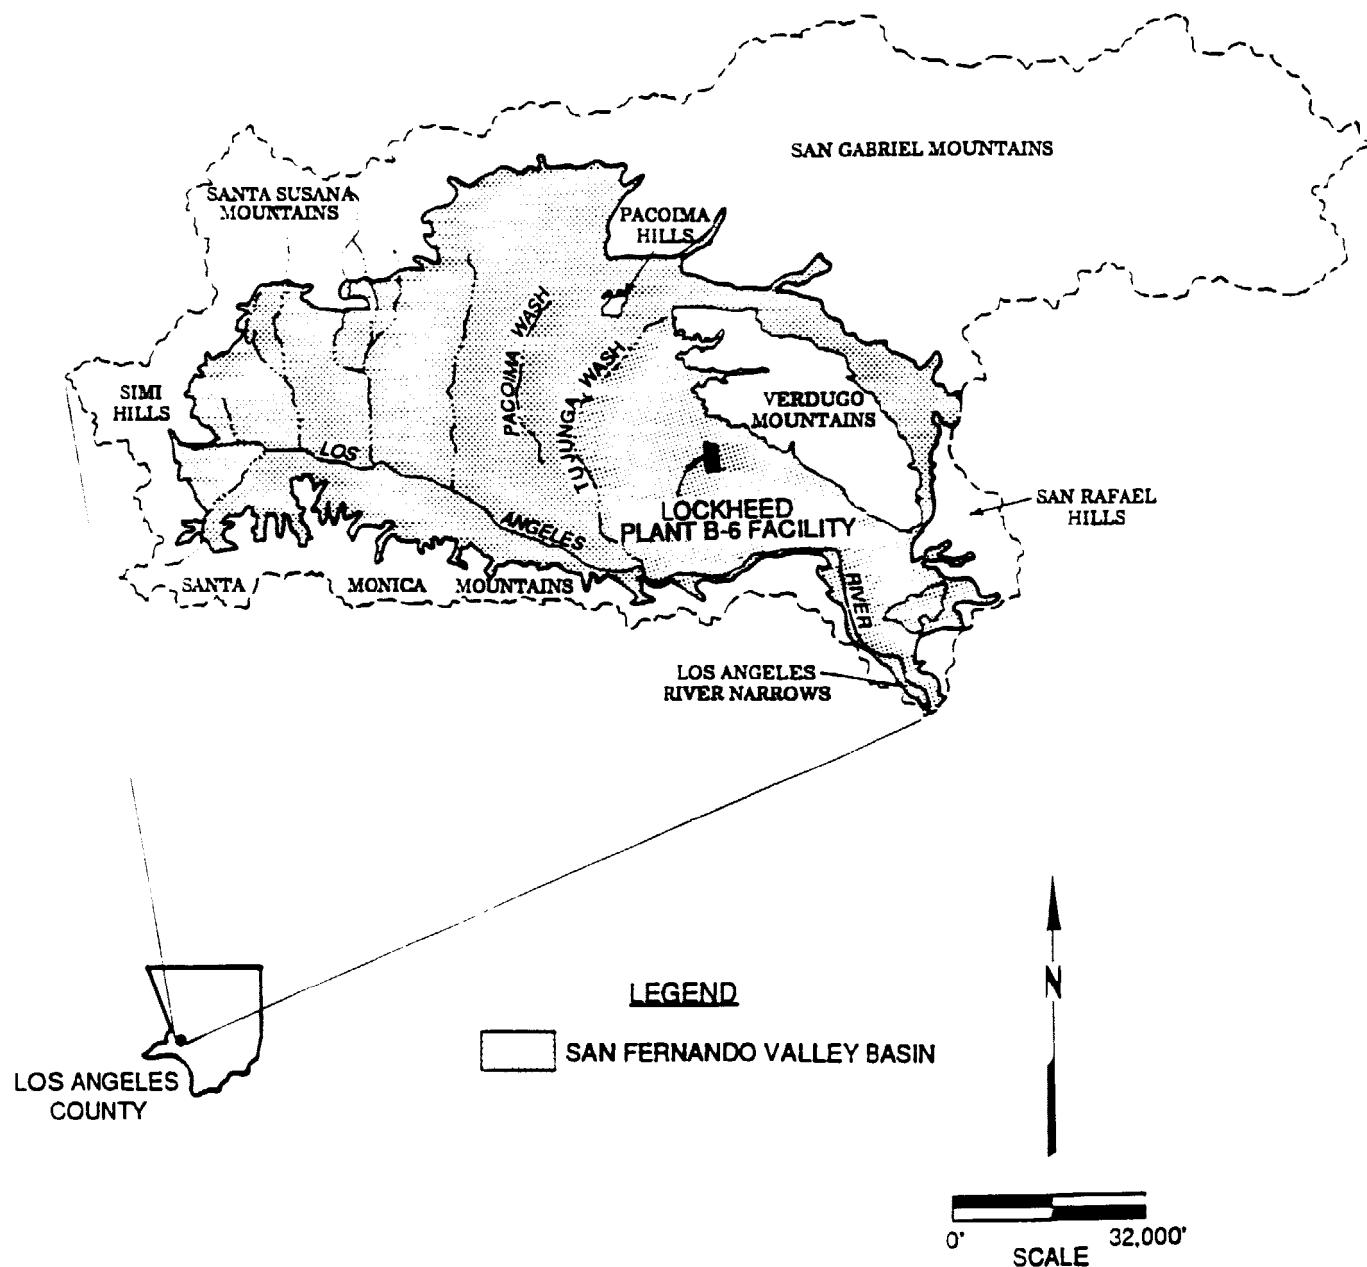 SAN GABRIEL MOUNTAINS
SANTA SUSANA
MOUNTAINS
PACOIMA
HILLS
PACOIMA WASH
TUJUNGA WASH
SIMI
HILLS
VERDUGO
MOUNTAINS
LOS ANGELES RIVER
LOCKHEED
PLANT B-6 FACILITY
SAN RAFAEL
HILLS
SANTA MONICA MOUNTAINS
LOS ANGELES
RIVER NARROWS
N
LEGEND
SAN FERNANDO VALLEY BASIN
LOS ANGELES
COUNTY
0' 32,000'
SCALE